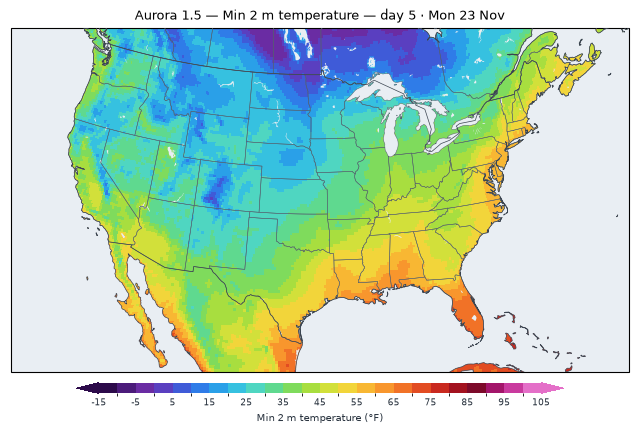 Aurora 1.5 — Min 2 m temperature — day 5 · Mon 23 Nov
-15 -5 5 15 25 35 45 55 65 75 85 95 105
Min 2 m temperature (°F)